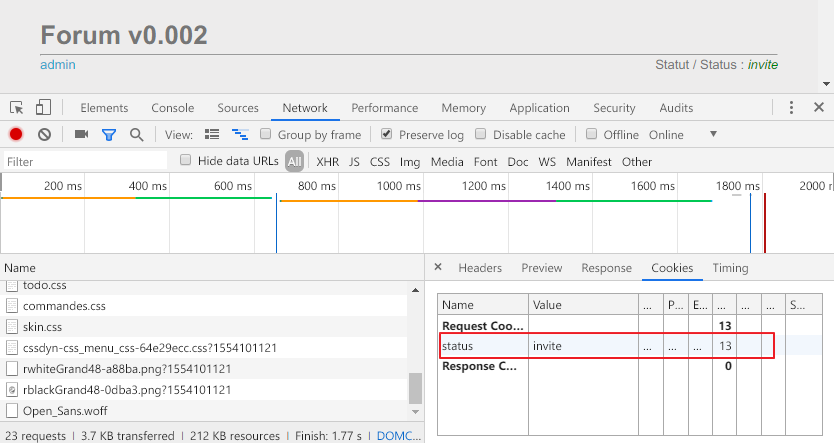 Forum v0.002
admin Statut / Status : invite
Elements Console Sources Network Performance Memory Application Security Audits
View: Group by frame Preserve log Disable cache Offline Online
Filter Hide data URLs All XHR JS CSS Img Media Font Doc WS Manifest Other
200 ms 400 ms 600 ms 800 ms 1000 ms 1200 ms 1400 ms 1600 ms 1800 ms 2000 r
Name
todo.css
commandes.css
skin.css
cssdyn-css_menu_css-64e29ecc.css?1554101121
rwhiteGrand48-a88ba.png?1554101121
rblackGrand48-0dba3.png?1554101121
Open_Sans.woff
23 requests | 3.7 KB transferred | 212 KB resources | Finish: 1.77 s | DOMC...
Headers Preview Response Cookies Timing
Name Value ... P... E... ... ... ... S...
Request Coo... 13
status invite ... ... ... 13
Response C... 0